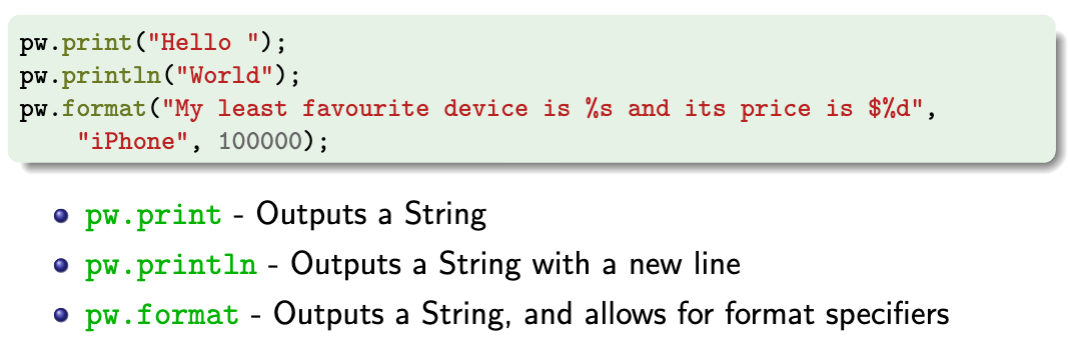 pw.print("Hello ");
pw.println("World");
pw.format("My least favourite device is %s and its price is $%d",
"iPhone", 100000);
pw.print - Outputs a String
pw.println - Outputs a String with a new line
pw.format - Outputs a String, and allows for format specifiers